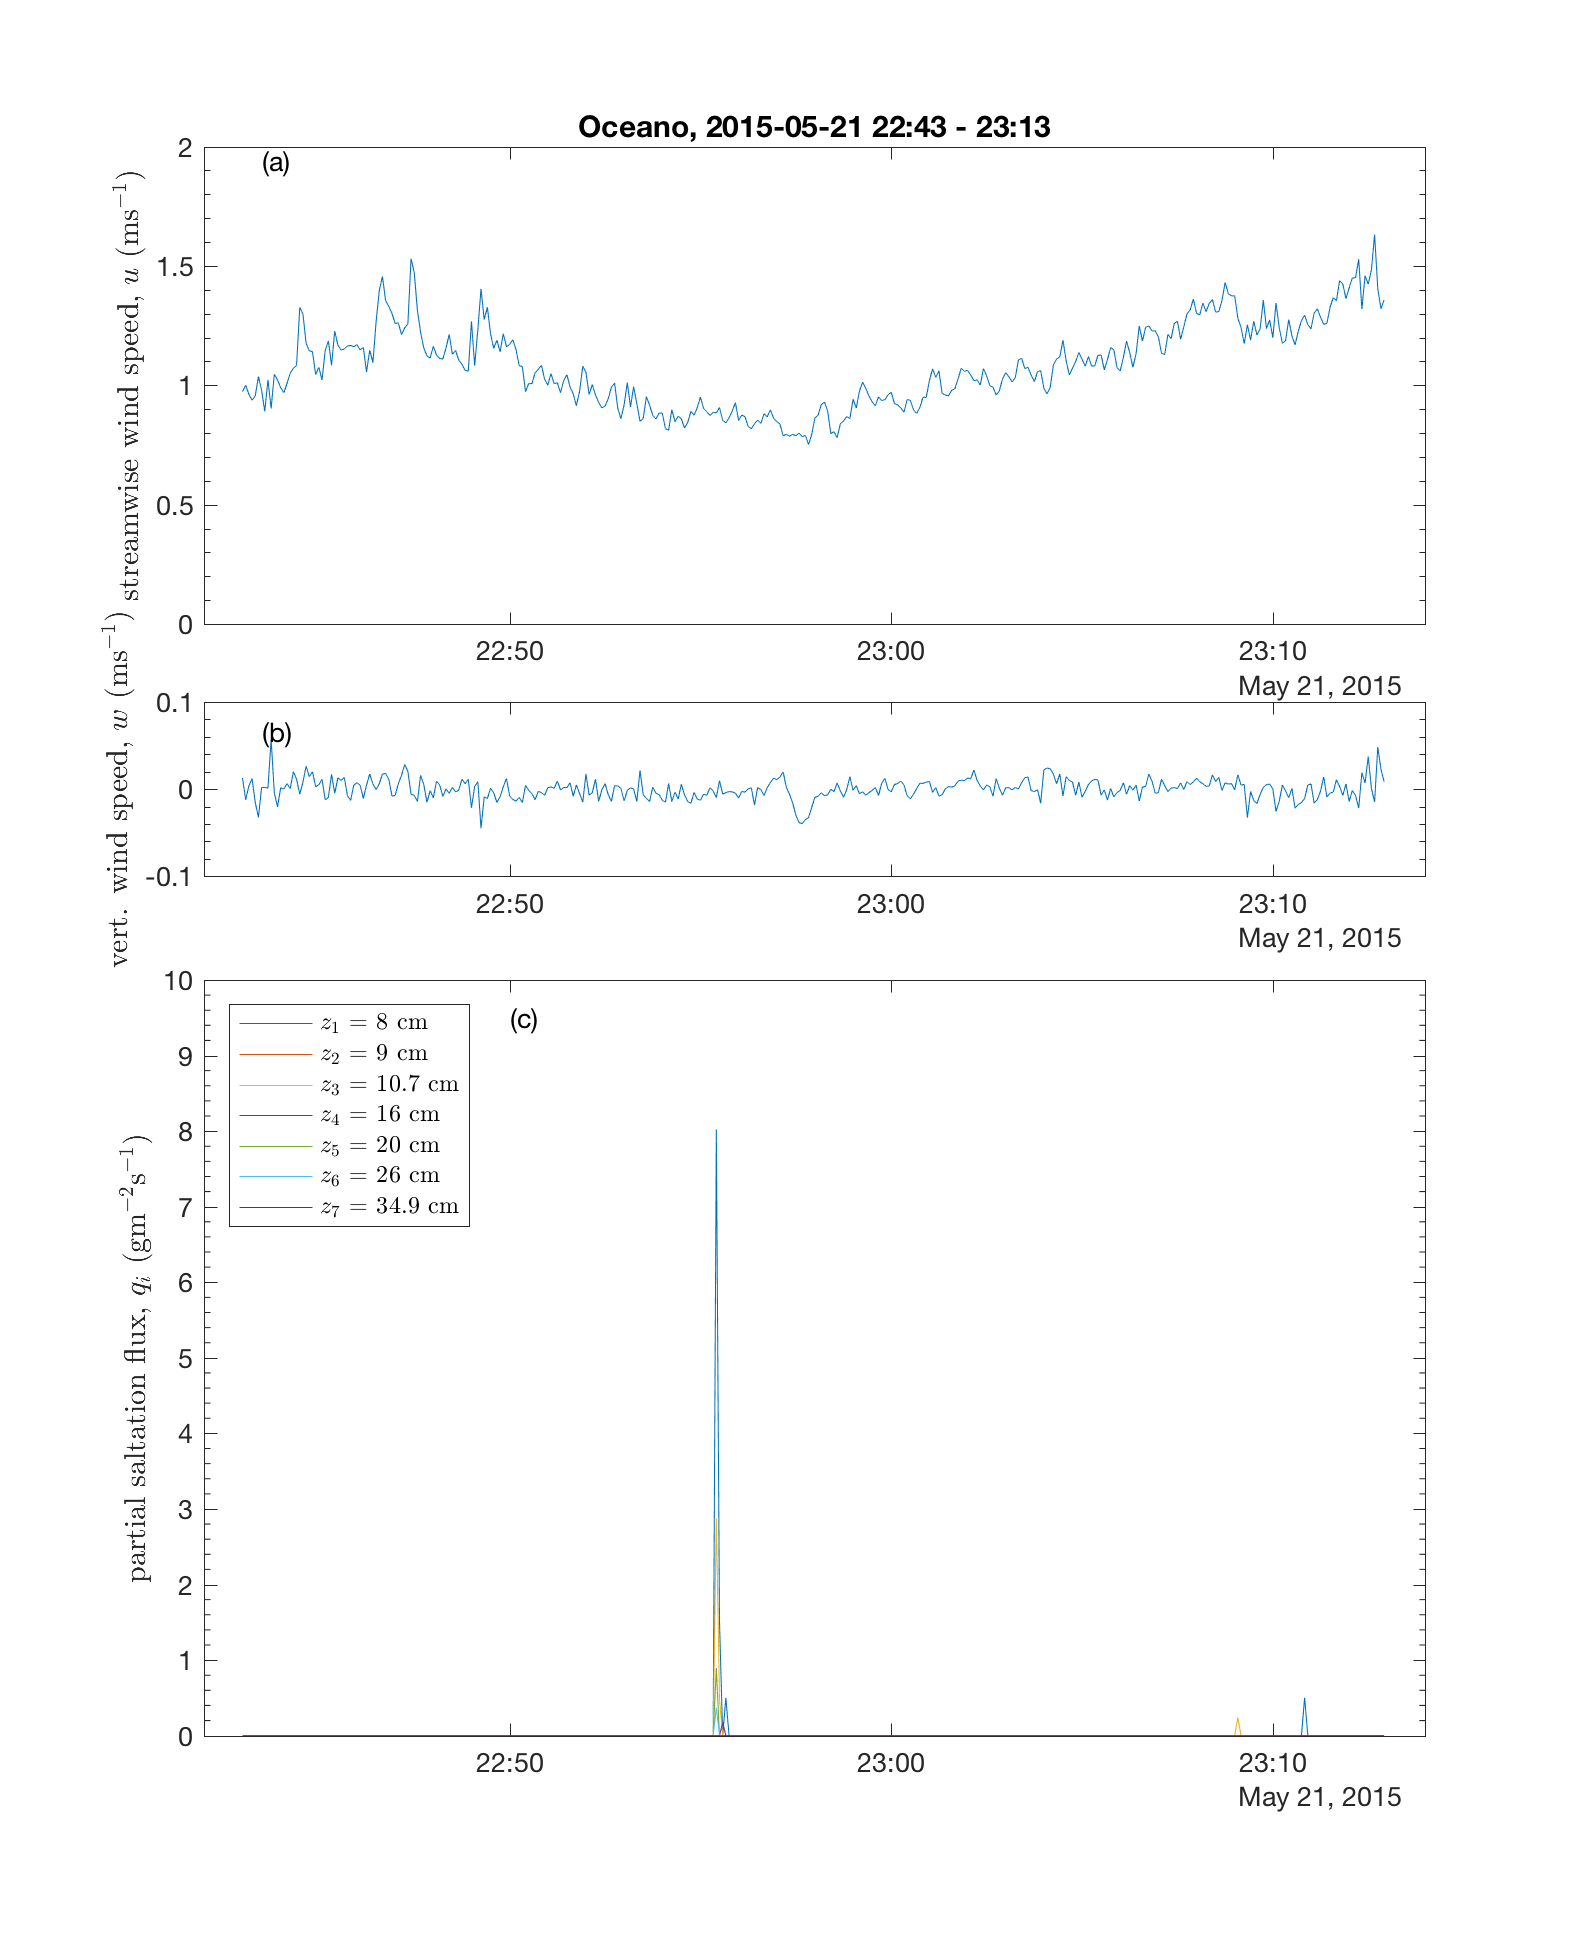 Oceano, 2015-05-21 22:43 - 23:13
(a)
streamwise wind speed, u (ms⁻¹)
2
1.5
1
0.5
0
22:50 23:00 23:10
May 21, 2015
(b)
vert. wind speed, w (ms⁻¹)
0.1
0
-0.1
22:50 23:00 23:10
May 21, 2015
(c)
partial saltation flux, qᵢ (gm⁻²s⁻¹)
10
9
8
7
6
5
4
3
2
1
0
z₁ = 8 cm
z₂ = 9 cm
z₃ = 10.7 cm
z₄ = 16 cm
z₅ = 20 cm
z₆ = 26 cm
z₇ = 34.9 cm
22:50 23:00 23:10
May 21, 2015